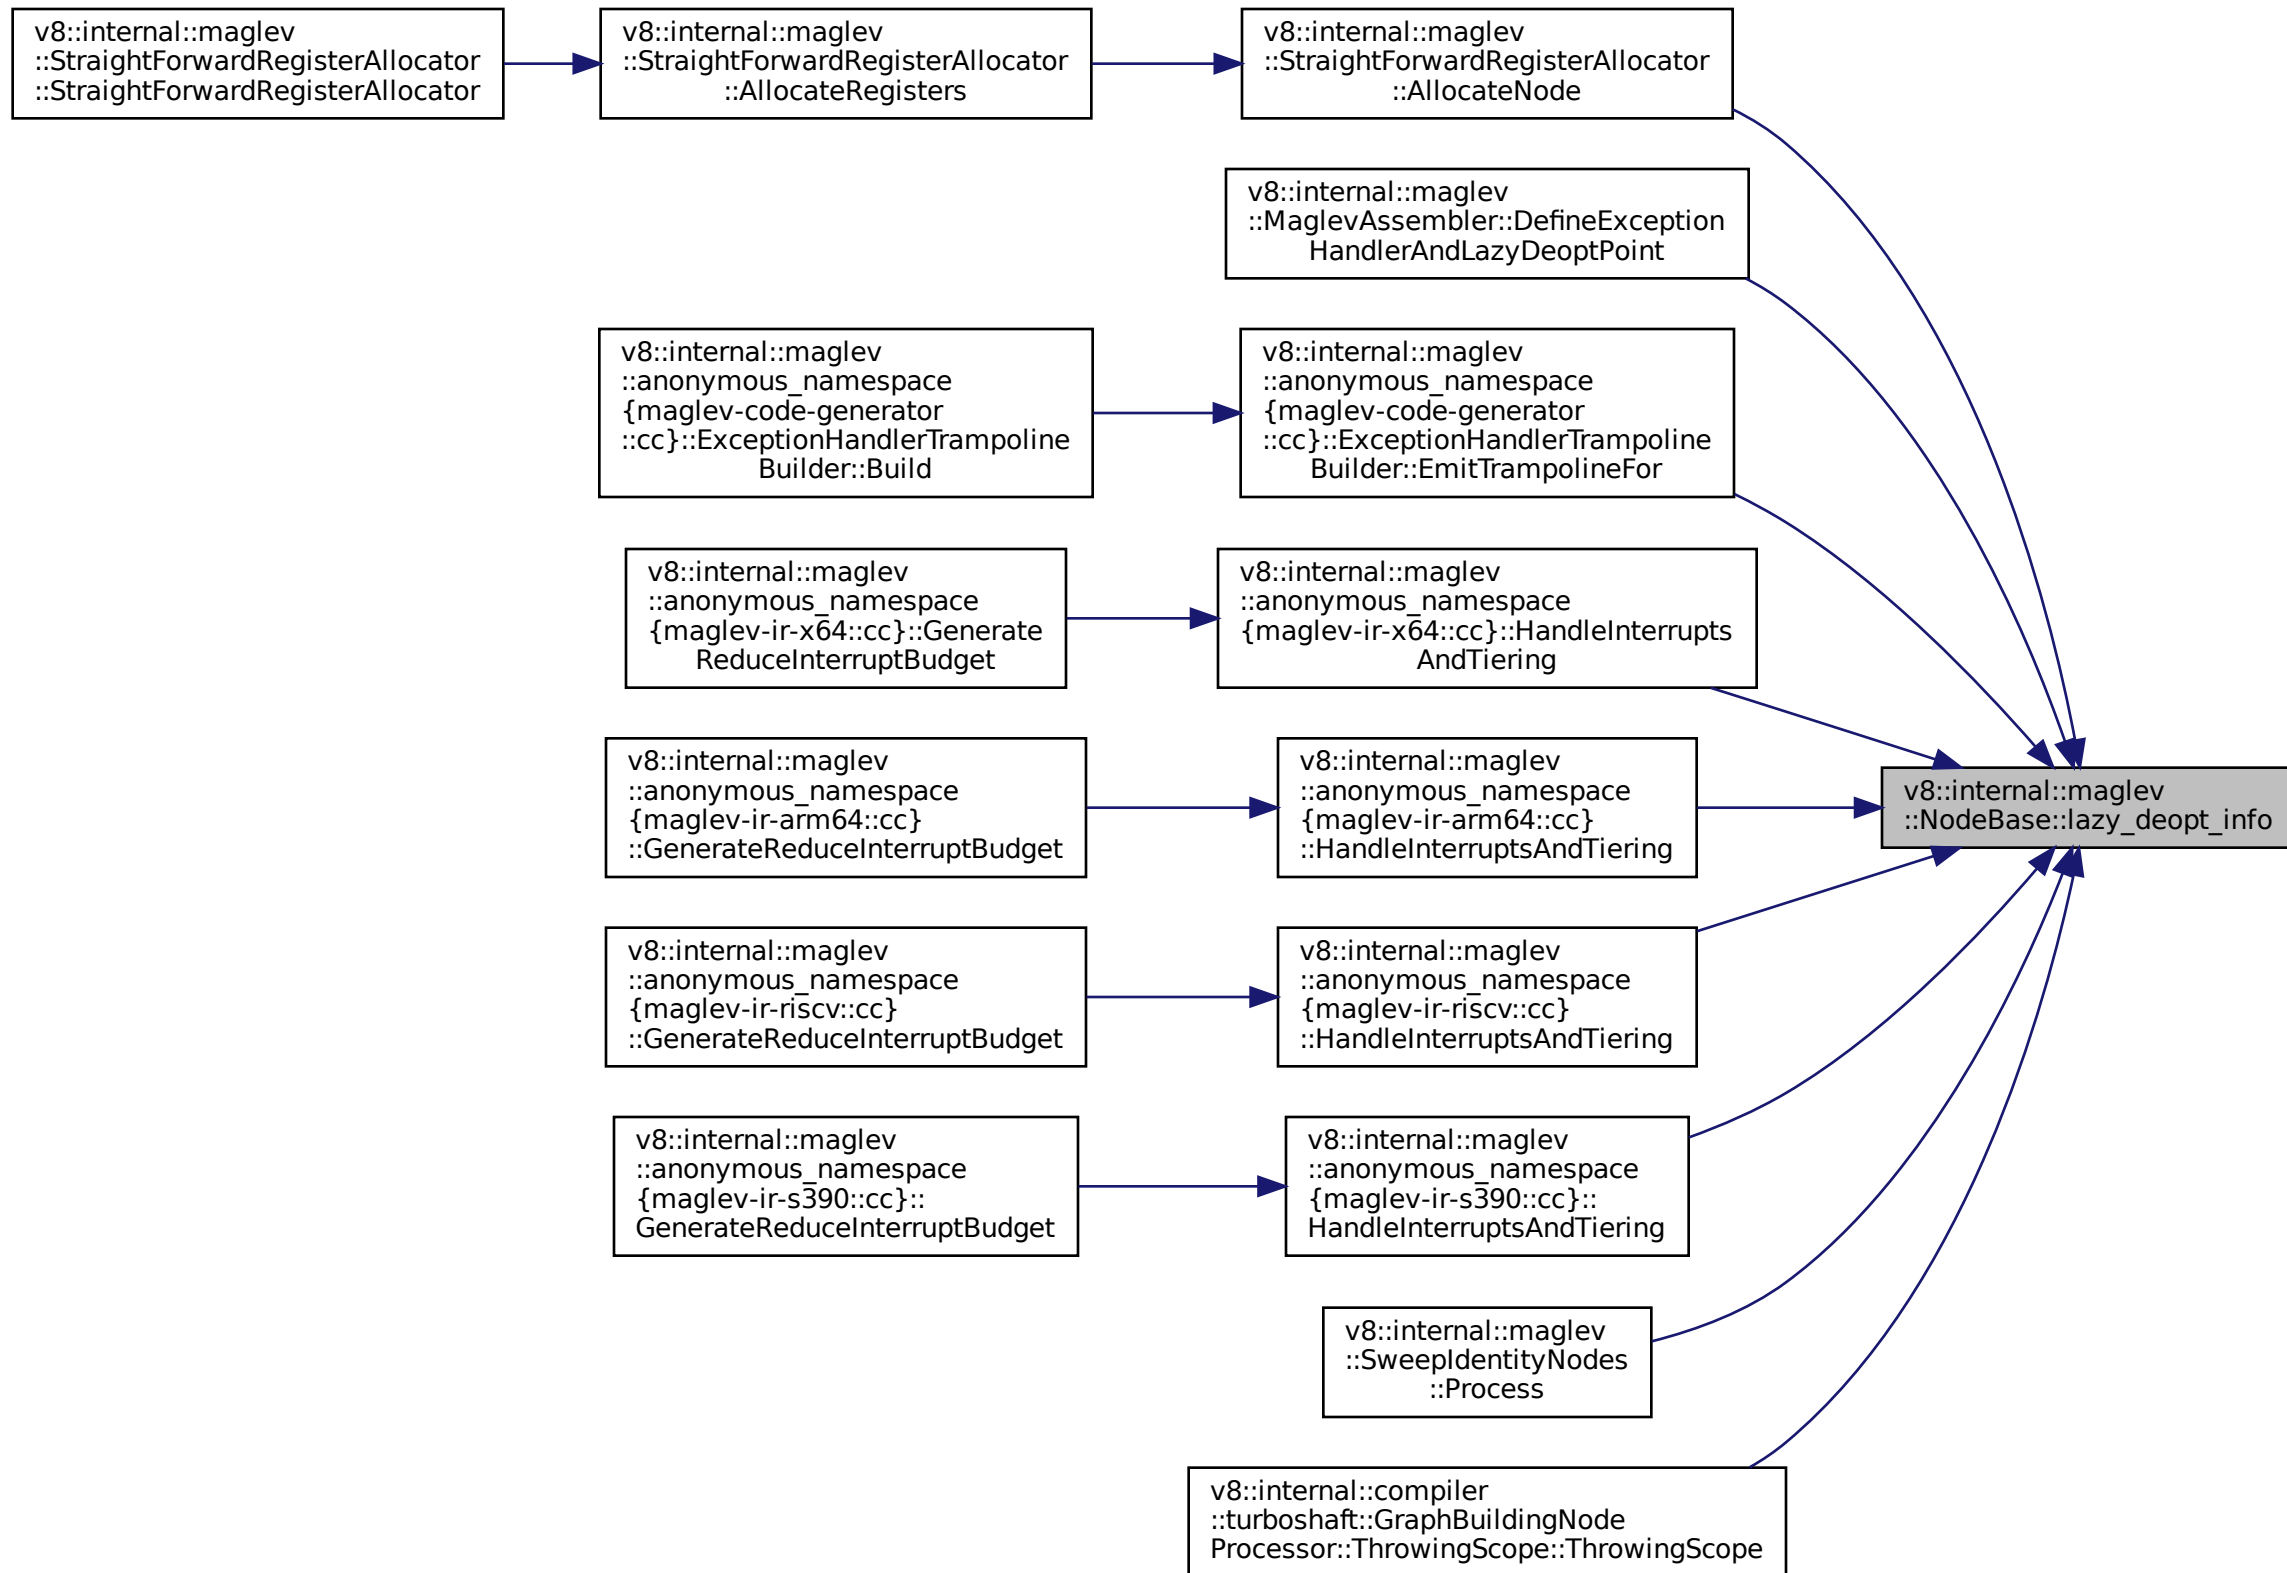 v8::internal::maglev
::StraightForwardRegisterAllocator
::StraightForwardRegisterAllocator
v8::internal::maglev
::StraightForwardRegisterAllocator
::AllocateRegisters
v8::internal::maglev
::StraightForwardRegisterAllocator
::AllocateNode
v8::internal::maglev
::MaglevAssembler::DefineException
HandlerAndLazyDeoptPoint
v8::internal::maglev
::anonymous_namespace
{maglev-code-generator
::cc}::ExceptionHandlerTrampoline
Builder::Build
v8::internal::maglev
::anonymous_namespace
{maglev-code-generator
::cc}::ExceptionHandlerTrampoline
Builder::EmitTrampolineFor
v8::internal::maglev
::anonymous_namespace
{maglev-ir-x64::cc}::Generate
ReduceInterruptBudget
v8::internal::maglev
::anonymous_namespace
{maglev-ir-x64::cc}::HandleInterrupts
AndTiering
v8::internal::maglev
::anonymous_namespace
{maglev-ir-arm64::cc}
::GenerateReduceInterruptBudget
v8::internal::maglev
::anonymous_namespace
{maglev-ir-arm64::cc}
::HandleInterruptsAndTiering
v8::internal::maglev
::NodeBase::lazy_deopt_info
v8::internal::maglev
::anonymous_namespace
{maglev-ir-riscv::cc}
::GenerateReduceInterruptBudget
v8::internal::maglev
::anonymous_namespace
{maglev-ir-riscv::cc}
::HandleInterruptsAndTiering
v8::internal::maglev
::anonymous_namespace
{maglev-ir-s390::cc}::
GenerateReduceInterruptBudget
v8::internal::maglev
::anonymous_namespace
{maglev-ir-s390::cc}::
HandleInterruptsAndTiering
v8::internal::maglev
::SweepIdentityNodes
::Process
v8::internal::compiler
::turboshaft::GraphBuildingNode
Processor::ThrowingScope::ThrowingScope